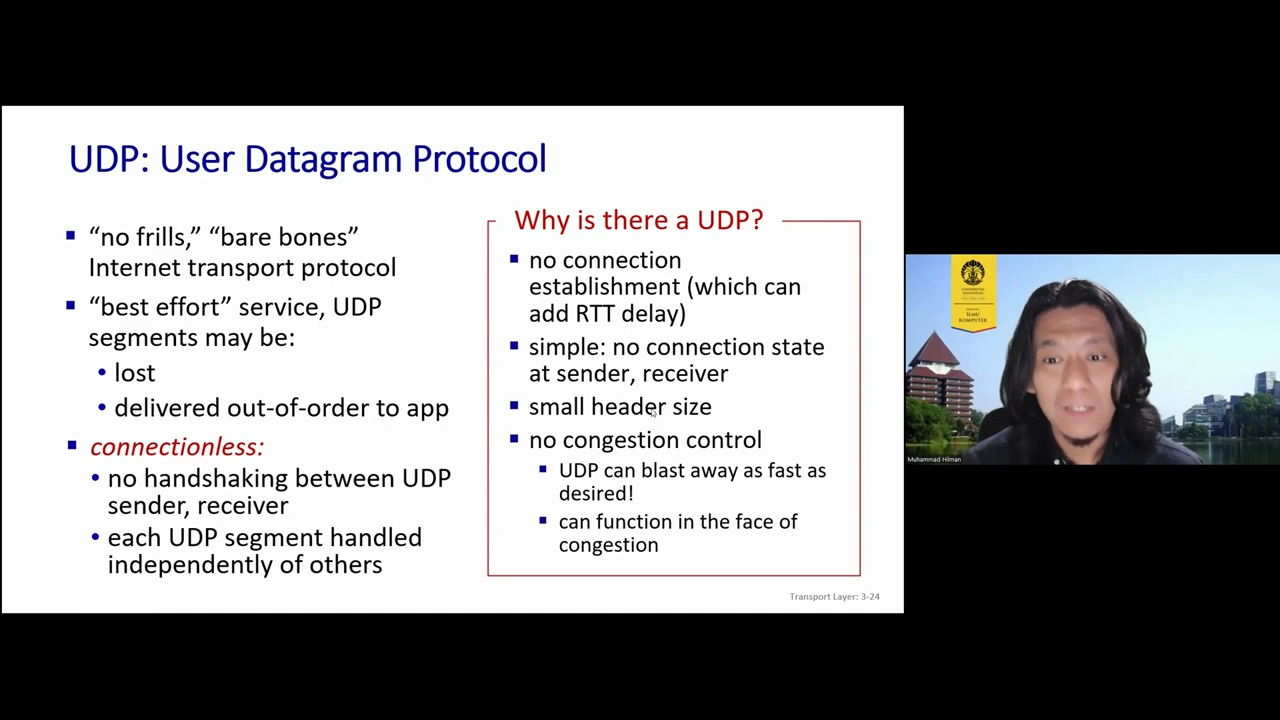 UDP: User Datagram Protocol
“no frills,” “bare bones”
Internet transport protocol
“best effort” service, UDP
segments may be:
lost
delivered out-of-order to app
connectionless:
no handshaking between UDP
sender, receiver
each UDP segment handled
independently of others
Why is there a UDP?
no connection
establishment (which can
add RTT delay)
simple: no connection state
at sender, receiver
small header size
no congestion control
UDP can blast away as fast as
desired!
can function in the face of
congestion
Transport Layer: 3-24
UNIVERSITAS
INDONESIA
ILMU
KOMPUTER
Muhammad Hilman